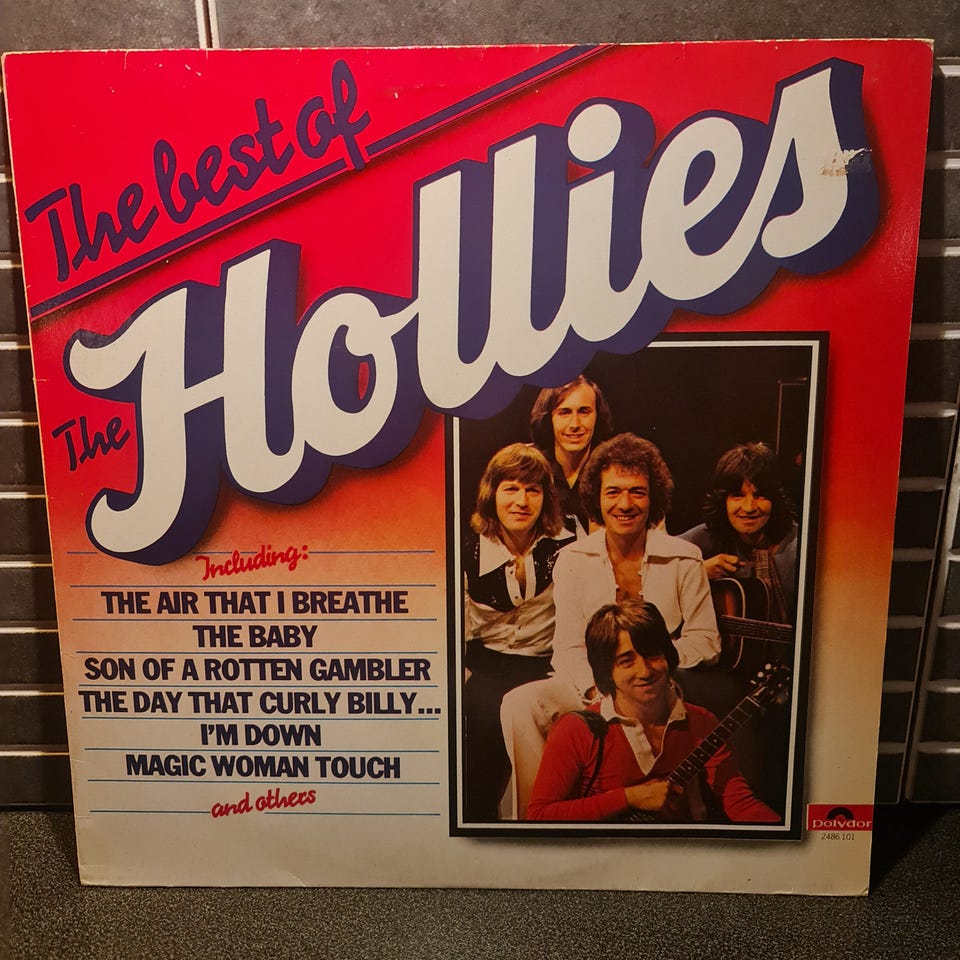 The best of
The Hollies
Including:
THE AIR THAT I BREATHE
THE BABY
SON OF A ROTTEN GAMBLER
THE DAY THAT CURLY BILLY...
I'M DOWN
MAGIC WOMAN TOUCH
and others
polydor
2486 101